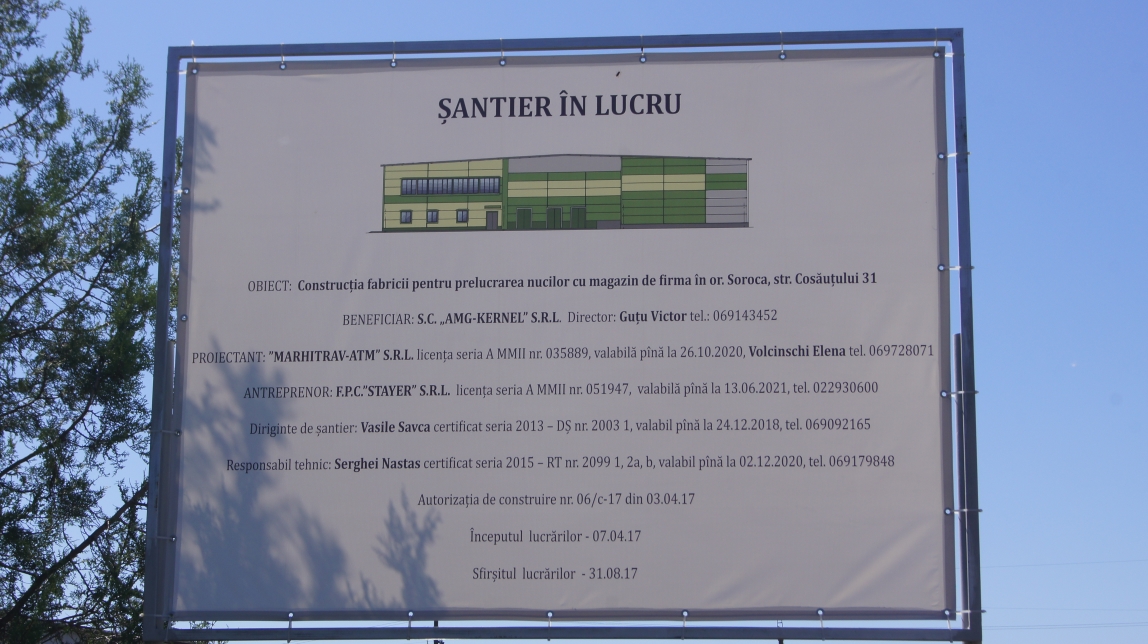 ȘANTIER ÎN LUCRU
OBIECT: Construcția fabricii pentru prelucrarea nucilor cu magazin de firma în or. Soroca, str. Cosăuțului 31
BENEFICIAR: S.C. „AMG-KERNEL” S.R.L. Director: Guțu Victor tel.: 069143452
PROIECTANT: ”MARHITRAV-ATM” S.R.L. licența seria A MMII nr. 035889, valabilă pînă la 26.10.2020, Volcinschi Elena tel. 069728071
ANTREPRENOR: F.P.C.”STAYER” S.R.L. licența seria A MMII nr. 051947, valabilă pînă la 13.06.2021, tel. 022930600
Diriginte de șantier: Vasile Savca certificat seria 2013 – DȘ nr. 2003 1, valabil pînă la 24.12.2018, tel. 069092165
Responsabil tehnic: Serghei Nastas certificat seria 2015 – RT nr. 2099 1, 2a, b, valabil pînă la 02.12.2020, tel. 069179848
Autorizația de construire nr. 06/c-17 din 03.04.17
Începutul lucrărilor - 07.04.17
Sfirșitul lucrărilor - 31.08.17